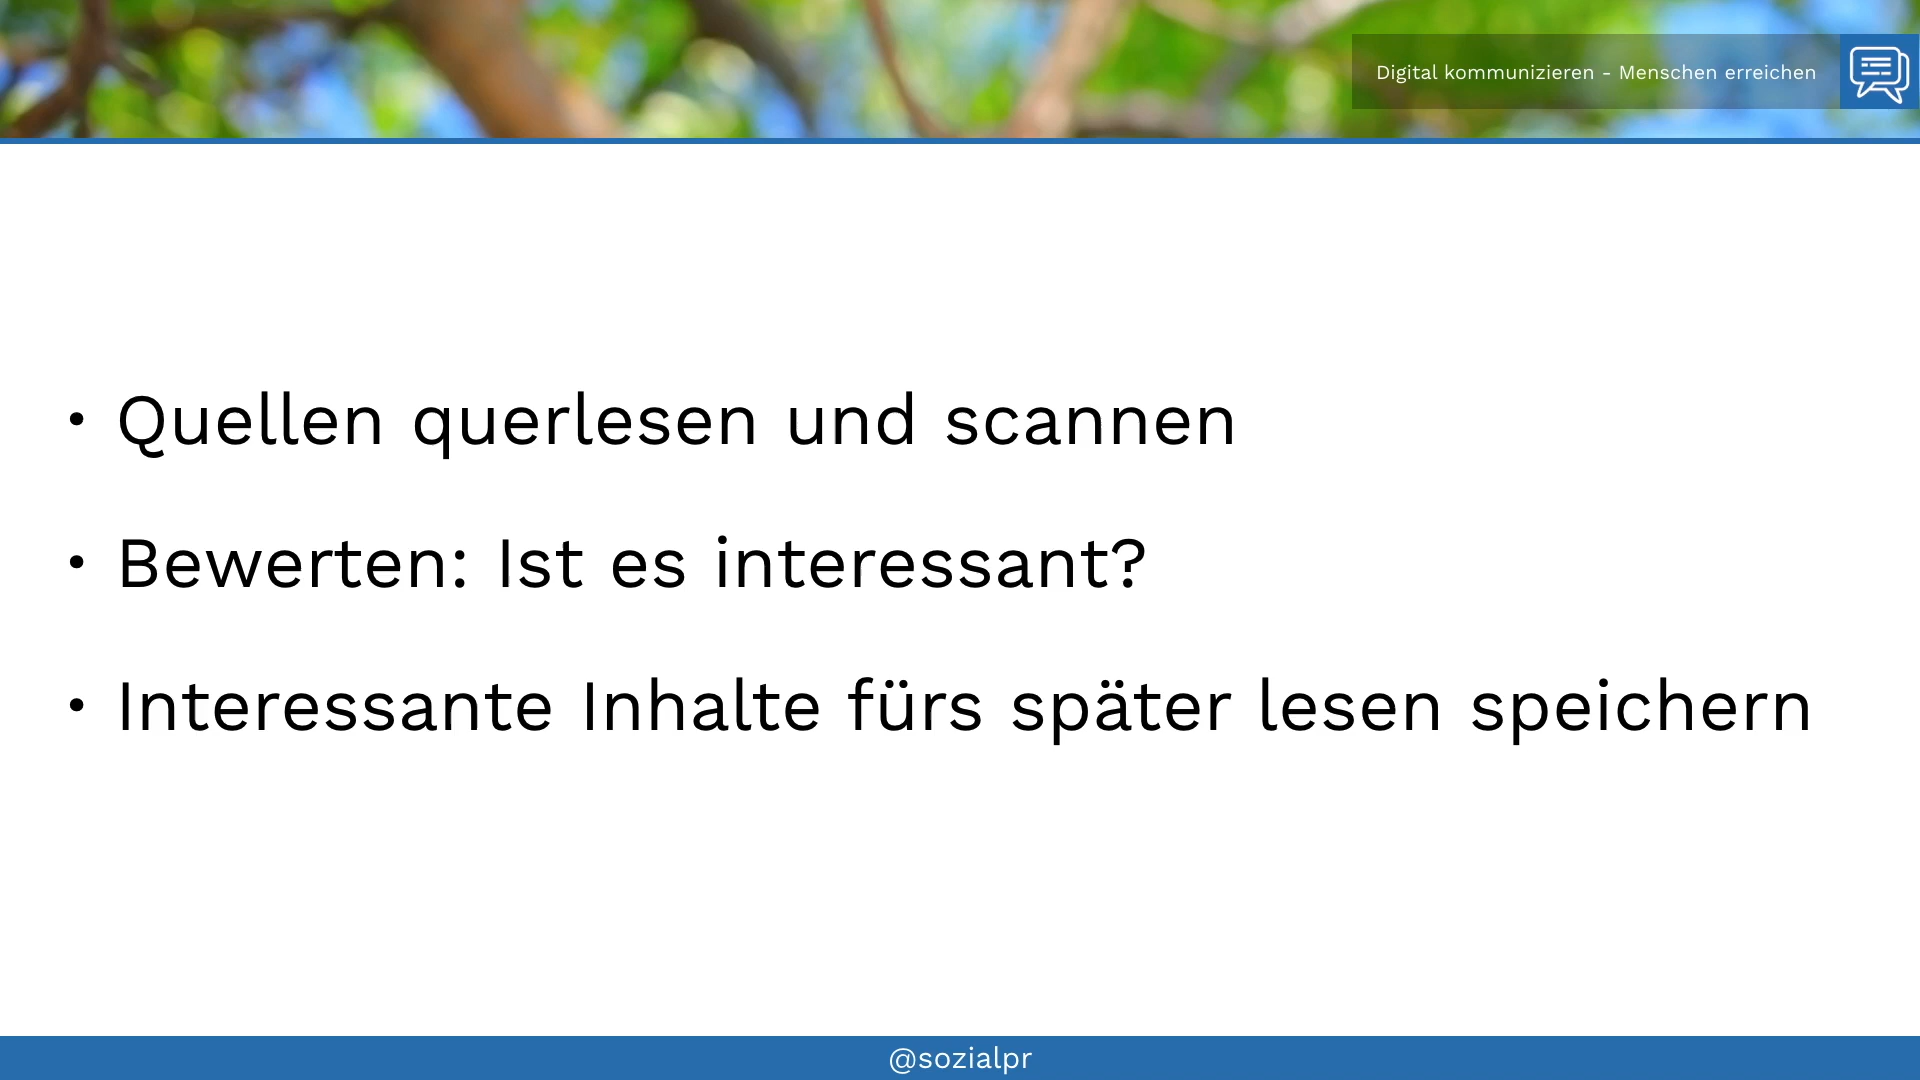 Digital kommunizieren - Menschen erreichen
• Quellen querlesen und scannen
• Bewerten: Ist es interessant?
• Interessante Inhalte fürs später lesen speichern
@sozialpr